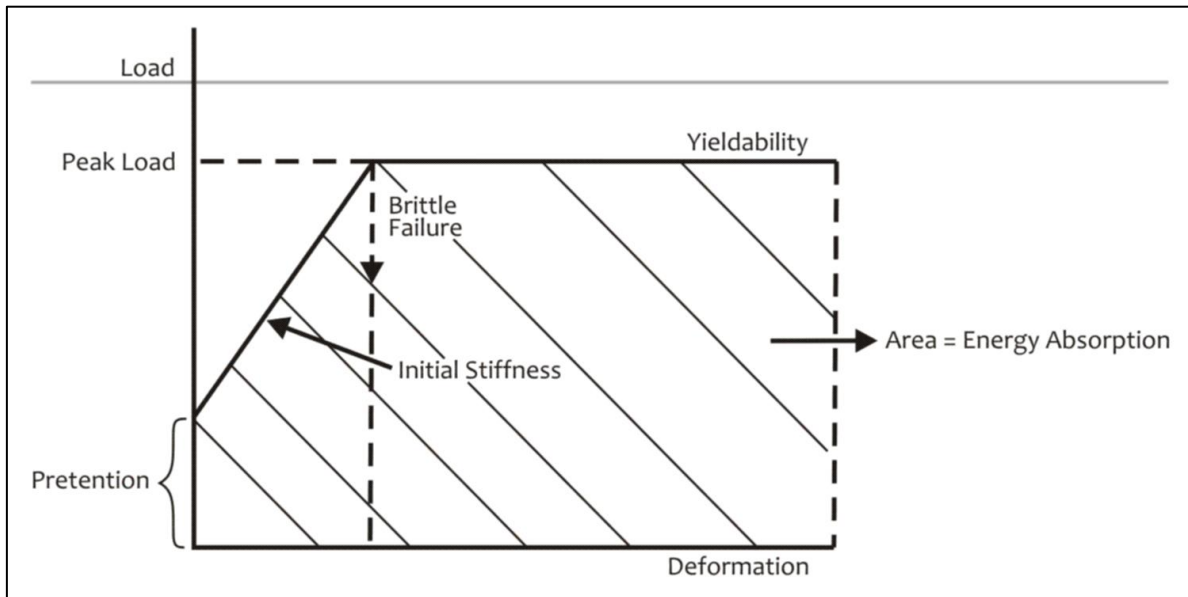 Load
Peak Load
Yieldability
Brittle
Failure
Area = Energy Absorption
Initial Stiffness
Pretention
Deformation